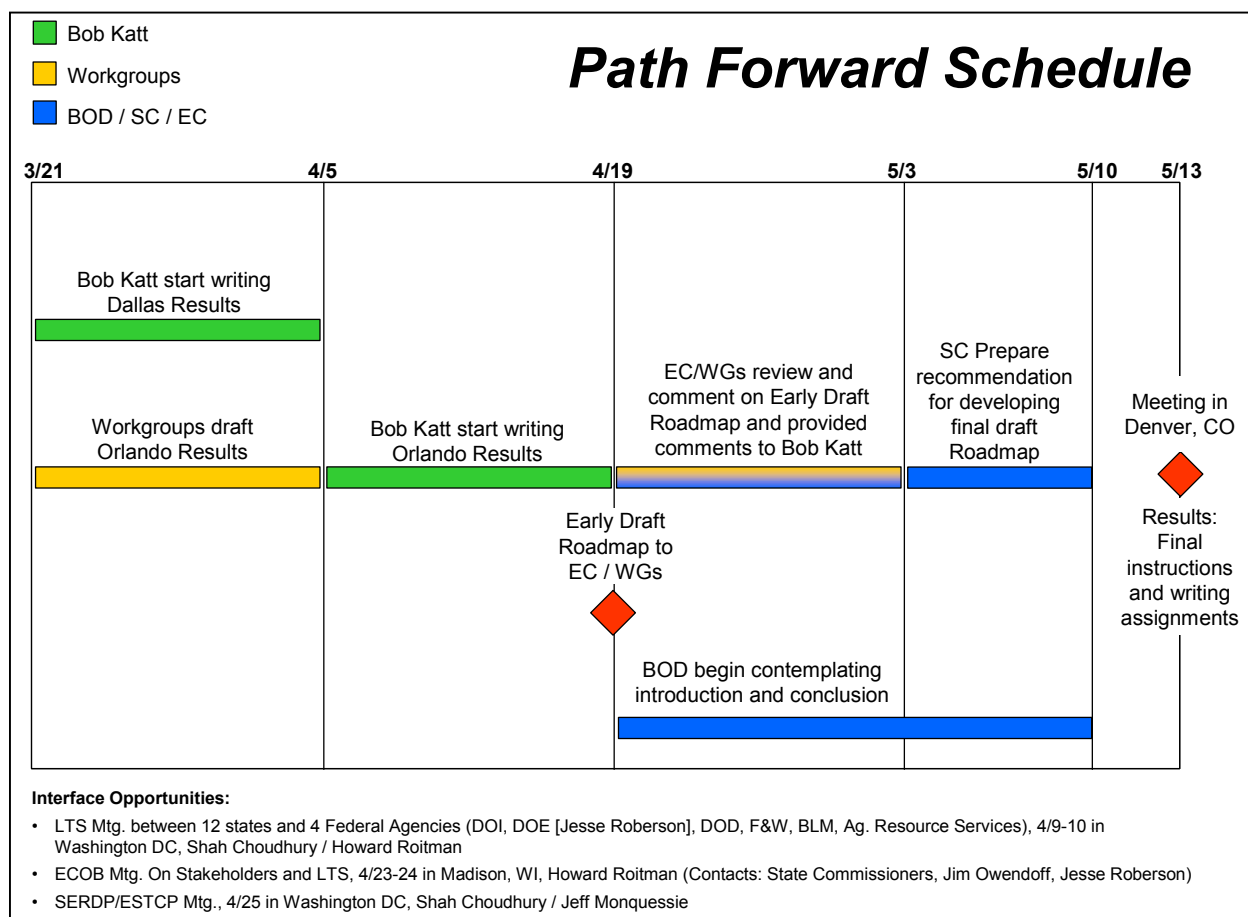 Bob Katt
Workgroups
BOD / SC / EC
Path Forward Schedule
3/21
4/5
4/19
5/3
5/10
5/13
Bob Katt start writing
Dallas Results
Workgroups draft
Orlando Results
Bob Katt start writing
Orlando Results
EC/WGs review and
comment on Early Draft
Roadmap and provided
comments to Bob Katt
SC Prepare
recommendation
for developing
final draft
Roadmap
Meeting in
Denver, CO
Early Draft
Roadmap to
EC / WGs
Results:
Final
instructions
and writing
assignments
BOD begin contemplating
introduction and conclusion
Interface Opportunities:
• LTS Mtg. between 12 states and 4 Federal Agencies (DOI, DOE [Jesse Roberson], DOD, F&W, BLM, Ag. Resource Services), 4/9-10 in
Washington DC, Shah Choudhury / Howard Roitman
• ECOB Mtg. On Stakeholders and LTS, 4/23-24 in Madison, WI, Howard Roitman (Contacts: State Commissioners, Jim Owendoff, Jesse Roberson)
• SERDP/ESTCP Mtg., 4/25 in Washington DC, Shah Choudhury / Jeff Monquessie